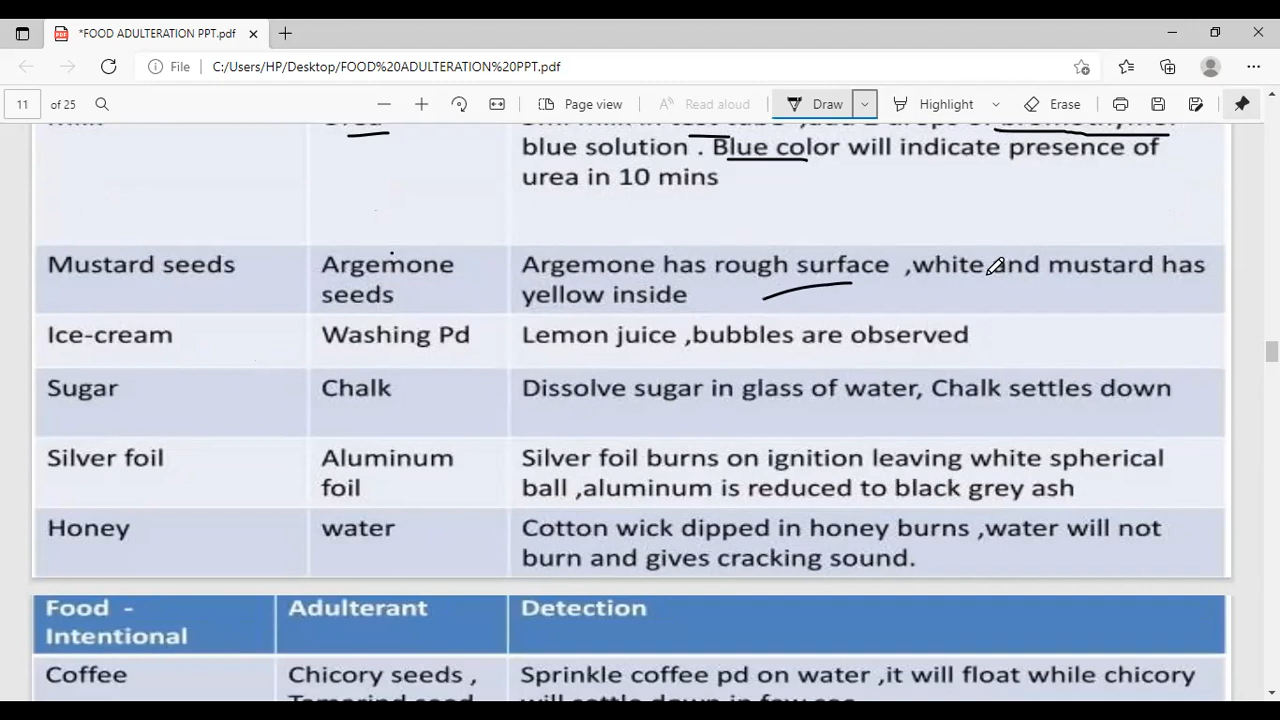 *FOOD ADULTERATION PPT.pdf
File C:/Users/HP/Desktop/FOOD%20ADULTERATION%20PPT.pdf
11 of 25 Page view Read aloud Draw Highlight Erase
blue solution . Blue color will indicate presence of
urea in 10 mins
Mustard seeds Argemone Argemone has rough surface ,white and mustard has
seeds yellow inside
Ice-cream Washing Pd Lemon juice ,bubbles are observed
Sugar Chalk Dissolve sugar in glass of water, Chalk settles down
Silver foil Aluminum Silver foil burns on ignition leaving white spherical
foil ball ,aluminum is reduced to black grey ash
Honey water Cotton wick dipped in honey burns ,water will not
burn and gives cracking sound.
Food - Adulterant Detection
Intentional
Coffee Chicory seeds , Sprinkle coffee pd on water ,it will float while chicory